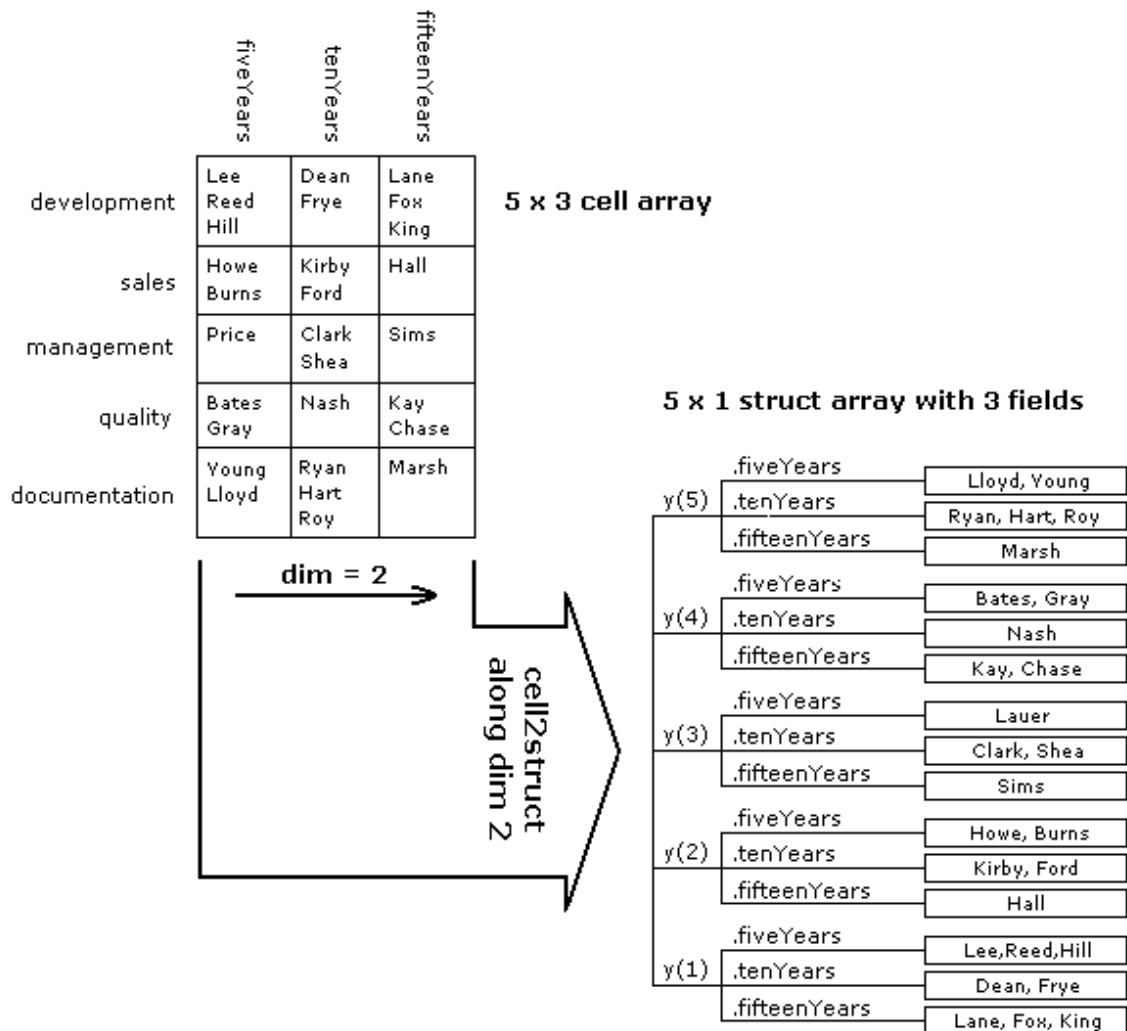 fiveYears
tenYears
fifteenYears
development
Lee
Reed
Hill
Dean
Frye
Lane
Fox
King
5 x 3 cell array
sales
Howe
Burns
Kirby
Ford
Hall
management
Price
Clark
Shea
Sims
quality
Bates
Gray
Nash
Kay
Chase
documentation
Young
Lloyd
Ryan
Hart
Roy
Marsh
dim = 2
cell2struct
along dim 2
5 x 1 struct array with 3 fields
y(5)
.fiveYears
Lloyd, Young
.tenYears
Ryan, Hart, Roy
.fifteenYears
Marsh
y(4)
.fiveYears
Bates, Gray
.tenYears
Nash
.fifteenYears
Kay, Chase
y(3)
.fiveYears
Lauer
.tenYears
Clark, Shea
.fifteenYears
Sims
y(2)
.fiveYears
Howe, Burns
.tenYears
Kirby, Ford
.fifteenYears
Hall
y(1)
.fiveYears
Lee,Reed,Hill
.tenYears
Dean, Frye
.fifteenYears
Lane, Fox, King